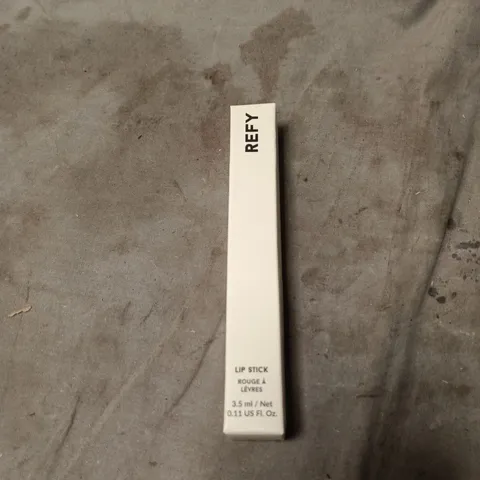 REFY
LIP STICK
ROUGE À
LÈVRES
3.5 ml / Net
0.11 US Fl. Oz.